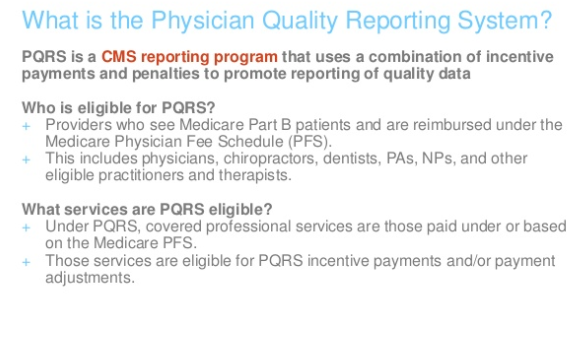 What is the Physician Quality Reporting System?
PQRS is a CMS reporting program that uses a combination of incentive
payments and penalties to promote reporting of quality data
Who is eligible for PQRS?
+ Providers who see Medicare Part B patients and are reimbursed under the
Medicare Physician Fee Schedule (PFS).
+ This includes physicians, chiropractors, dentists, PAs, NPs, and other
eligible practitioners and therapists.
What services are PQRS eligible?
+ Under PQRS, covered professional services are those paid under or based
on the Medicare PFS.
+ Those services are eligible for PQRS incentive payments and/or payment
adjustments.